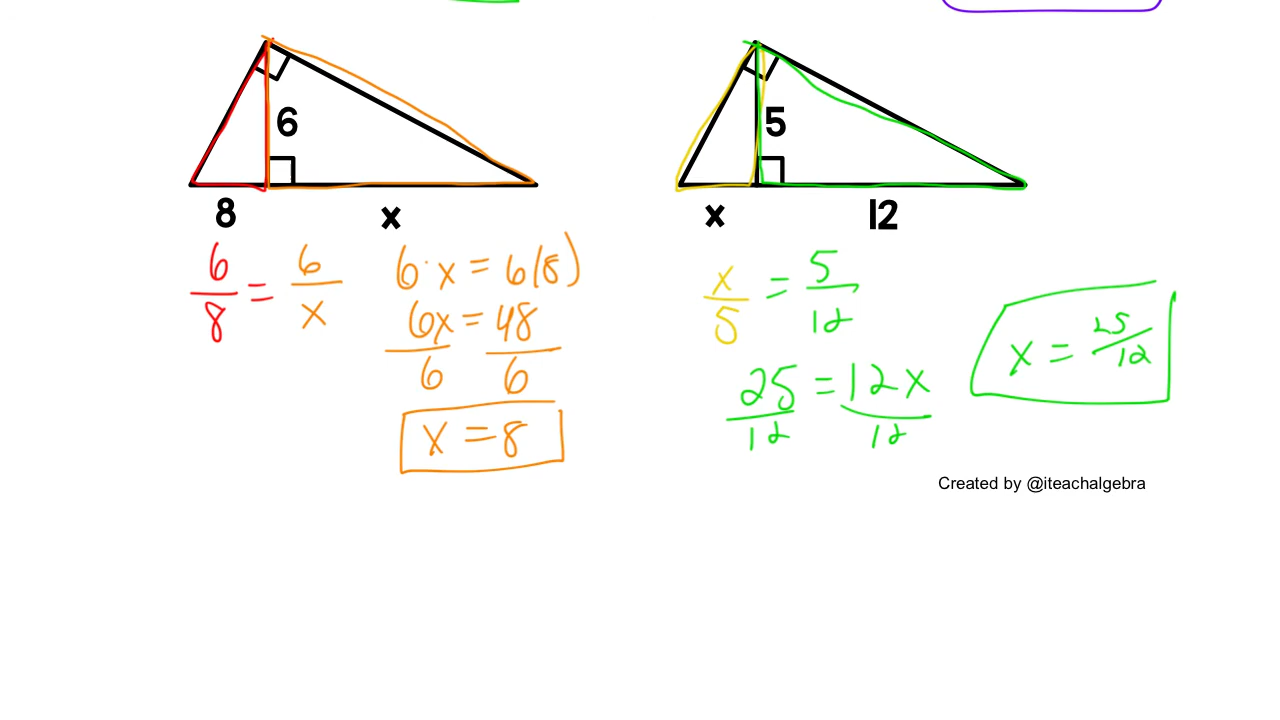 6
8 x
6/8 = 6/x
6·x = 6(8)
6x = 48
6 6
x = 8
5
x 12
x/5 = 5/12
25 = 12x
12 12
x = 25/12
Created by @iteachalgebra